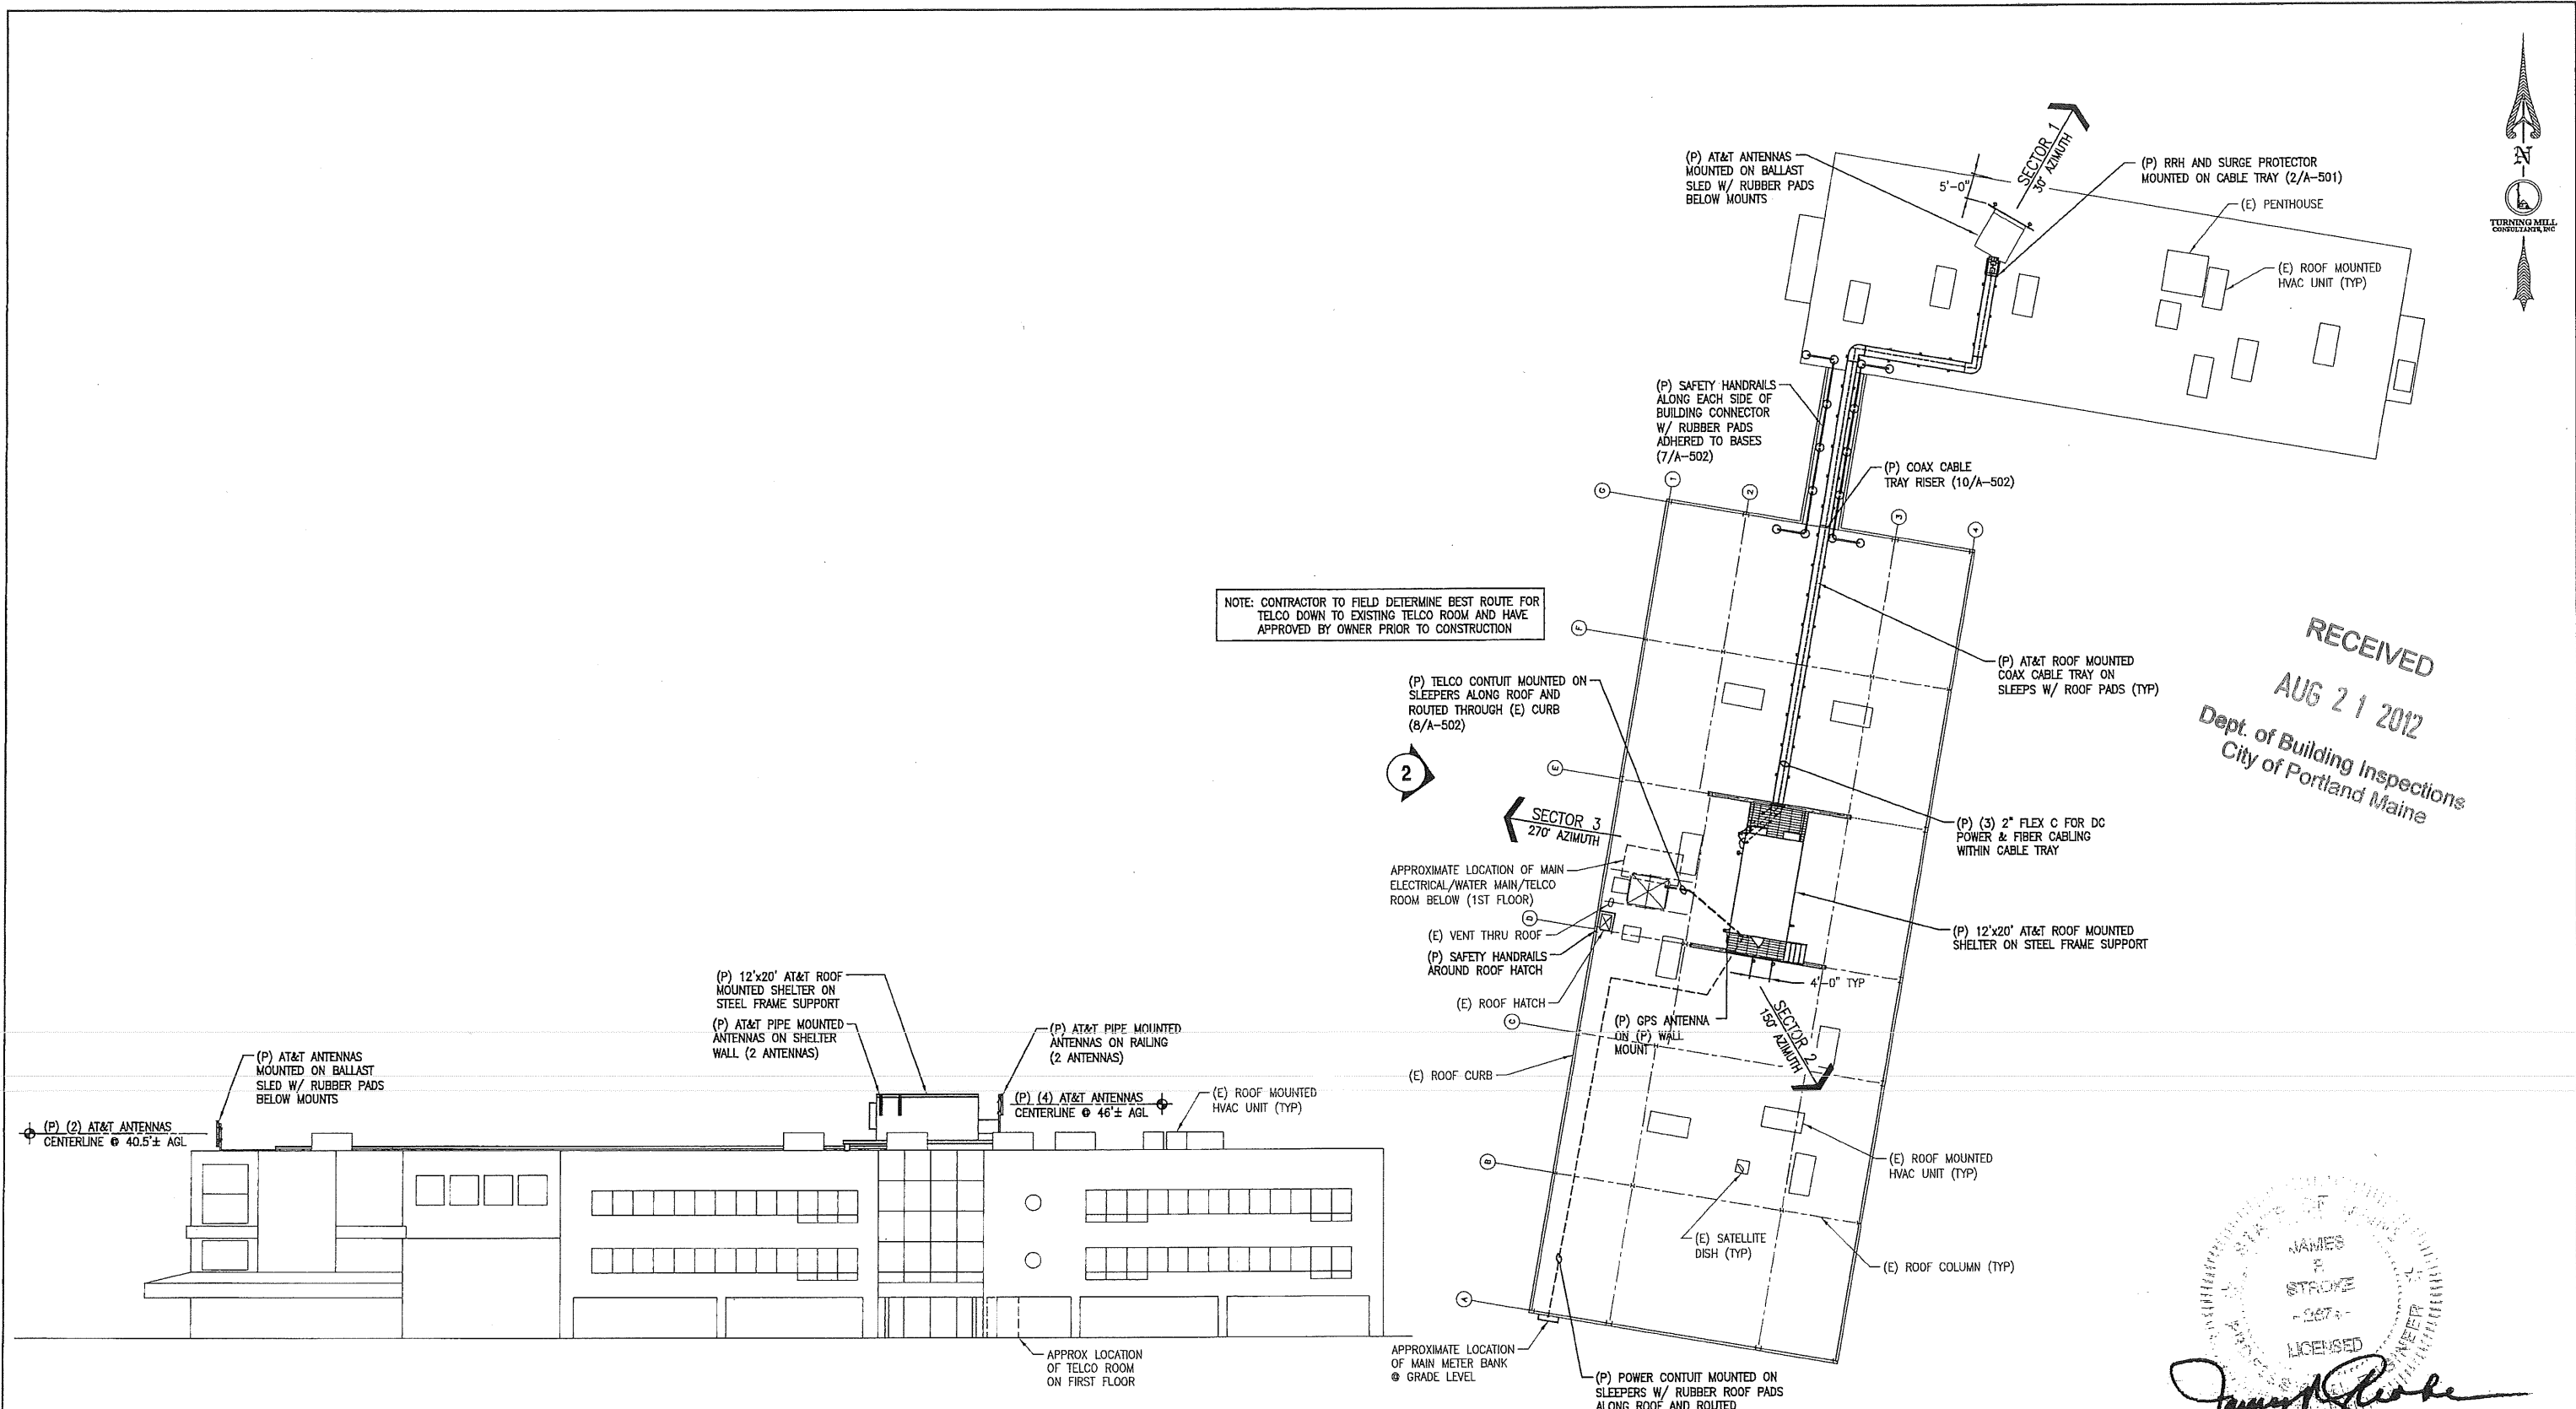 (P) AT&T ANTENNAS
MOUNTED ON BALLAST
SLED W/ RUBBER PADS
BELOW MOUNTS
5'-0"
SECTOR 1
30° AZIMUTH
(P) RRH AND SURGE PROTECTOR
MOUNTED ON CABLE TRAY (2/A-501)
(E) PENTHOUSE
(E) ROOF MOUNTED
HVAC UNIT (TYP)
N
TURNING MILL
CONSULTANTS, INC
(P) SAFETY HANDRAILS
ALONG EACH SIDE OF
BUILDING CONNECTOR
W/ RUBBER PADS
ADHERED TO BASES
(7/A-502)
(P) COAX CABLE
TRAY RISER (10/A-502)
G
1
2
3
4
NOTE: CONTRACTOR TO FIELD DETERMINE BEST ROUTE FOR
TELCO DOWN TO EXISTING TELCO ROOM AND HAVE
APPROVED BY OWNER PRIOR TO CONSTRUCTION
F
(P) AT&T ROOF MOUNTED
COAX CABLE TRAY ON
SLEEPS W/ ROOF PADS (TYP)
RECEIVED
AUG 21 2012
Dept. of Building Inspections
City of Portland Maine
(P) TELCO CONTUIT MOUNTED ON
SLEEPERS ALONG ROOF AND
ROUTED THROUGH (E) CURB
(8/A-502)
2
E
SECTOR 3
270° AZIMUTH
(P) (3) 2" FLEX C FOR DC
POWER & FIBER CABLING
WITHIN CABLE TRAY
APPROXIMATE LOCATION OF MAIN
ELECTRICAL/WATER MAIN/TELCO
ROOM BELOW (1ST FLOOR)
D
(E) VENT THRU ROOF
(P) SAFETY HANDRAILS
AROUND ROOF HATCH
(P) 12'x20' AT&T ROOF MOUNTED
SHELTER ON STEEL FRAME SUPPORT
4'-0" TYP
(E) ROOF HATCH
C
(P) GPS ANTENNA
ON (P) WALL
MOUNT
SECTOR 2
150° AZIMUTH
(E) ROOF CURB
(P) 12'x20' AT&T ROOF
MOUNTED SHELTER ON
STEEL FRAME SUPPORT
(P) AT&T PIPE MOUNTED
ANTENNAS ON SHELTER
WALL (2 ANTENNAS)
(P) AT&T PIPE MOUNTED
ANTENNAS ON RAILING
(2 ANTENNAS)
(P) AT&T ANTENNAS
MOUNTED ON BALLAST
SLED W/ RUBBER PADS
BELOW MOUNTS
(P) (4) AT&T ANTENNAS
CENTERLINE @ 46'± AGL
(E) ROOF MOUNTED
HVAC UNIT (TYP)
(P) (2) AT&T ANTENNAS
CENTERLINE @ 40.5'± AGL
B
(E) ROOF MOUNTED
HVAC UNIT (TYP)
(E) SATELLITE
DISH (TYP)
(E) ROOF COLUMN (TYP)
A
APPROX LOCATION
OF TELCO ROOM
ON FIRST FLOOR
APPROXIMATE LOCATION
OF MAIN METER BANK
@ GRADE LEVEL
(P) POWER CONTUIT MOUNTED ON
SLEEPERS W/ RUBBER ROOF PADS
ALONG ROOF AND ROUTED
STATE OF MAINE
JAMES
STROKE
LICENSED